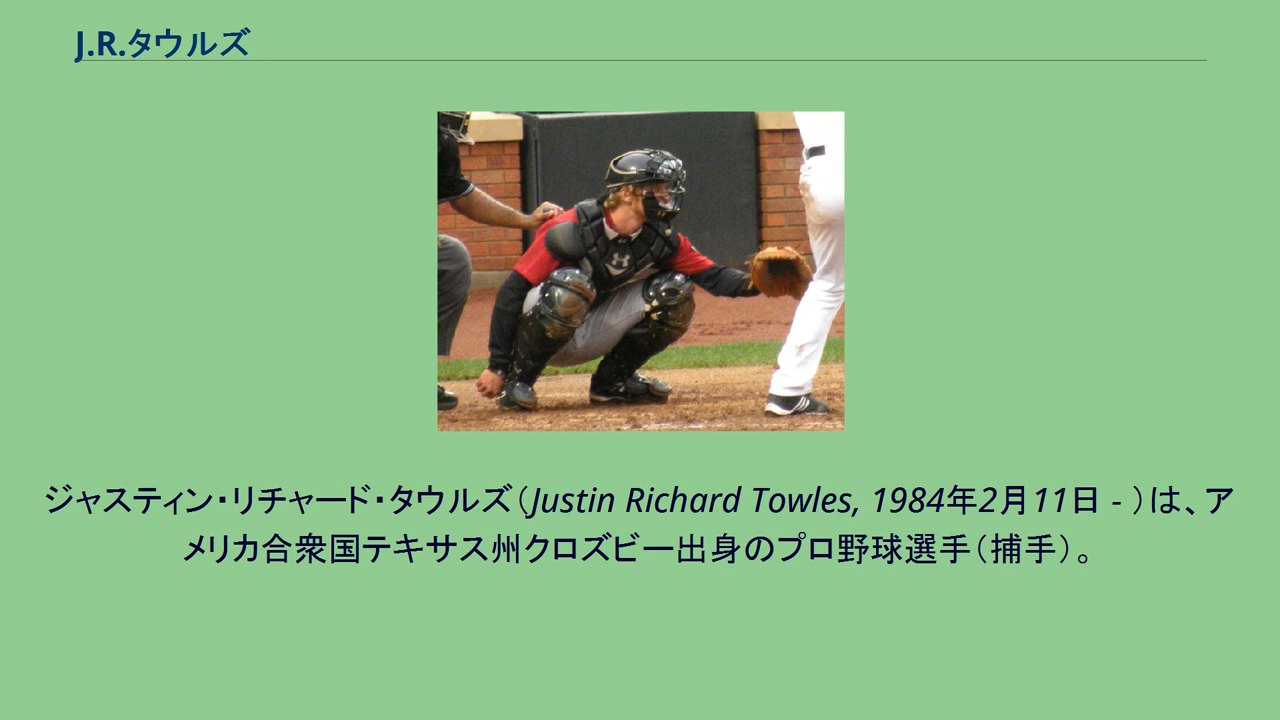 J.R.タウルズ
ジャスティン・リチャード・タウルズ（Justin Richard Towles, 1984年2月11日 - ）は、ア
メリカ合衆国テキサス州クロズビー出身のプロ野球選手（捕手）。